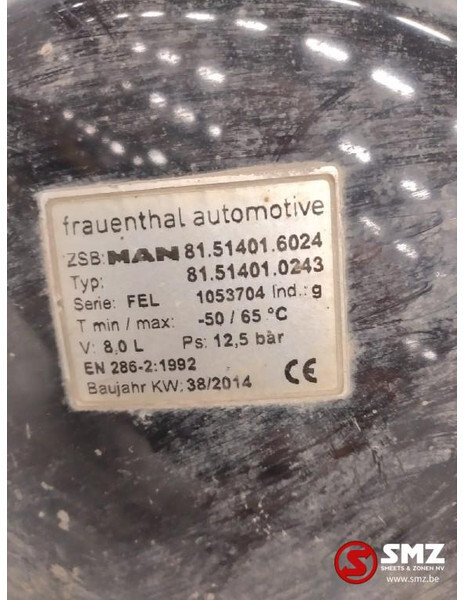 frauenthal automotive
ZSB: MAN 81.51401.6024
Typ: 81.51401.0243
Serie: FEL 1053704 Ind.: g
T min / max: -50 / 65 °C
V: 8,0 L Ps: 12,5 bar
EN 286-2:1992
Baujahr KW: 38/2014 CE
SMZ
SMEETS & ZONEN NV
www.smz.be